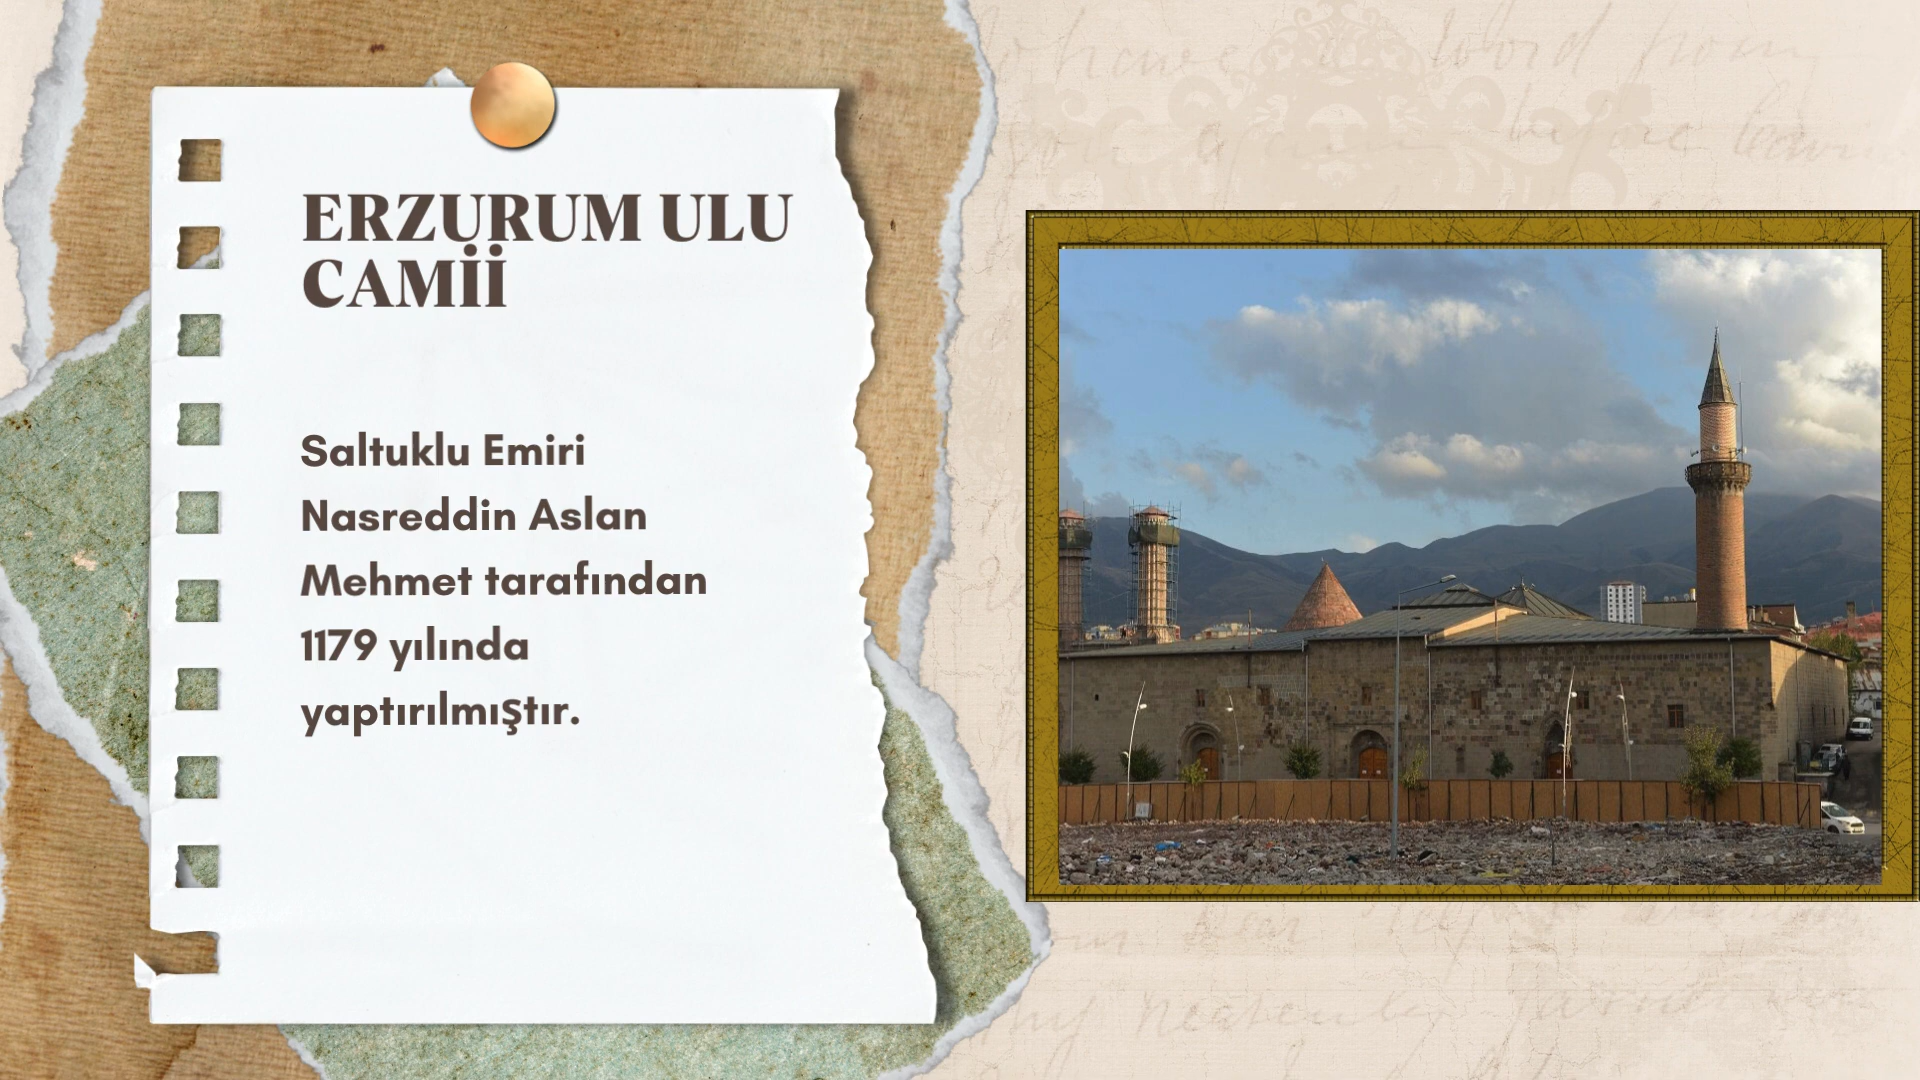 ERZURUM ULU
CAMİİ
Saltuklu Emiri
Nasreddin Aslan
Mehmet tarafından
1179 yılında
yaptırılmıştır.